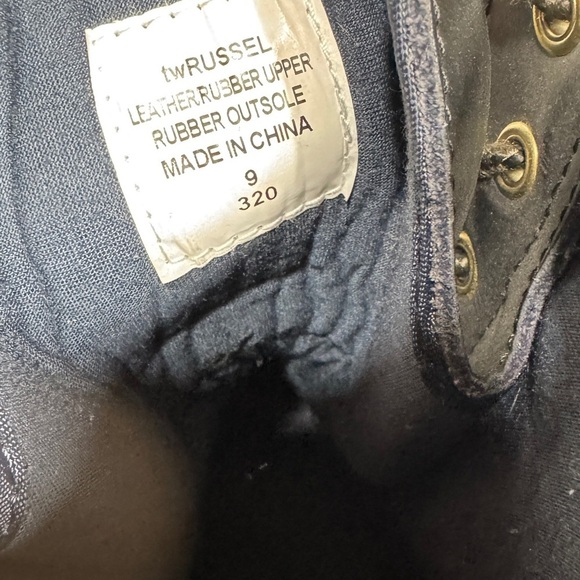 twRUSSEL
LEATHER/RUBBER UPPER
RUBBER OUTSOLE
MADE IN CHINA
9
320